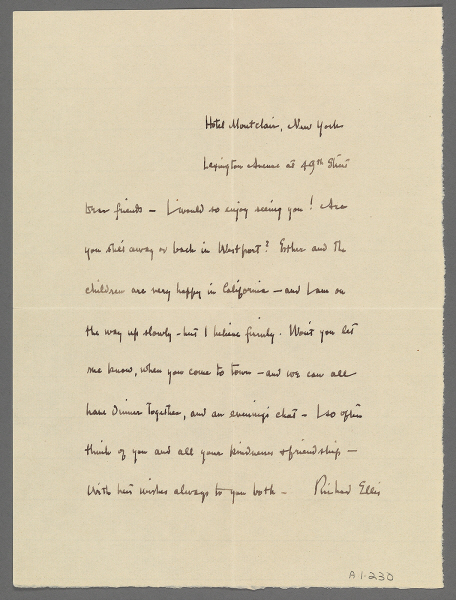 Hotel Montclair, New York
Lexington Avenue at 49th Street
Dear friends – I would so enjoy seeing you! Are
you still away or back in Westport? Esther and the
children are very happy in California – and I am on
the way up slowly – but I believe firmly. Won't you let
me know, when you come to town – and we can all
have dinner together, and an evening's chat – I so often
think of you and all your kindness & friendship –
With best wishes always to you both – Richard Ellis
A.1.230